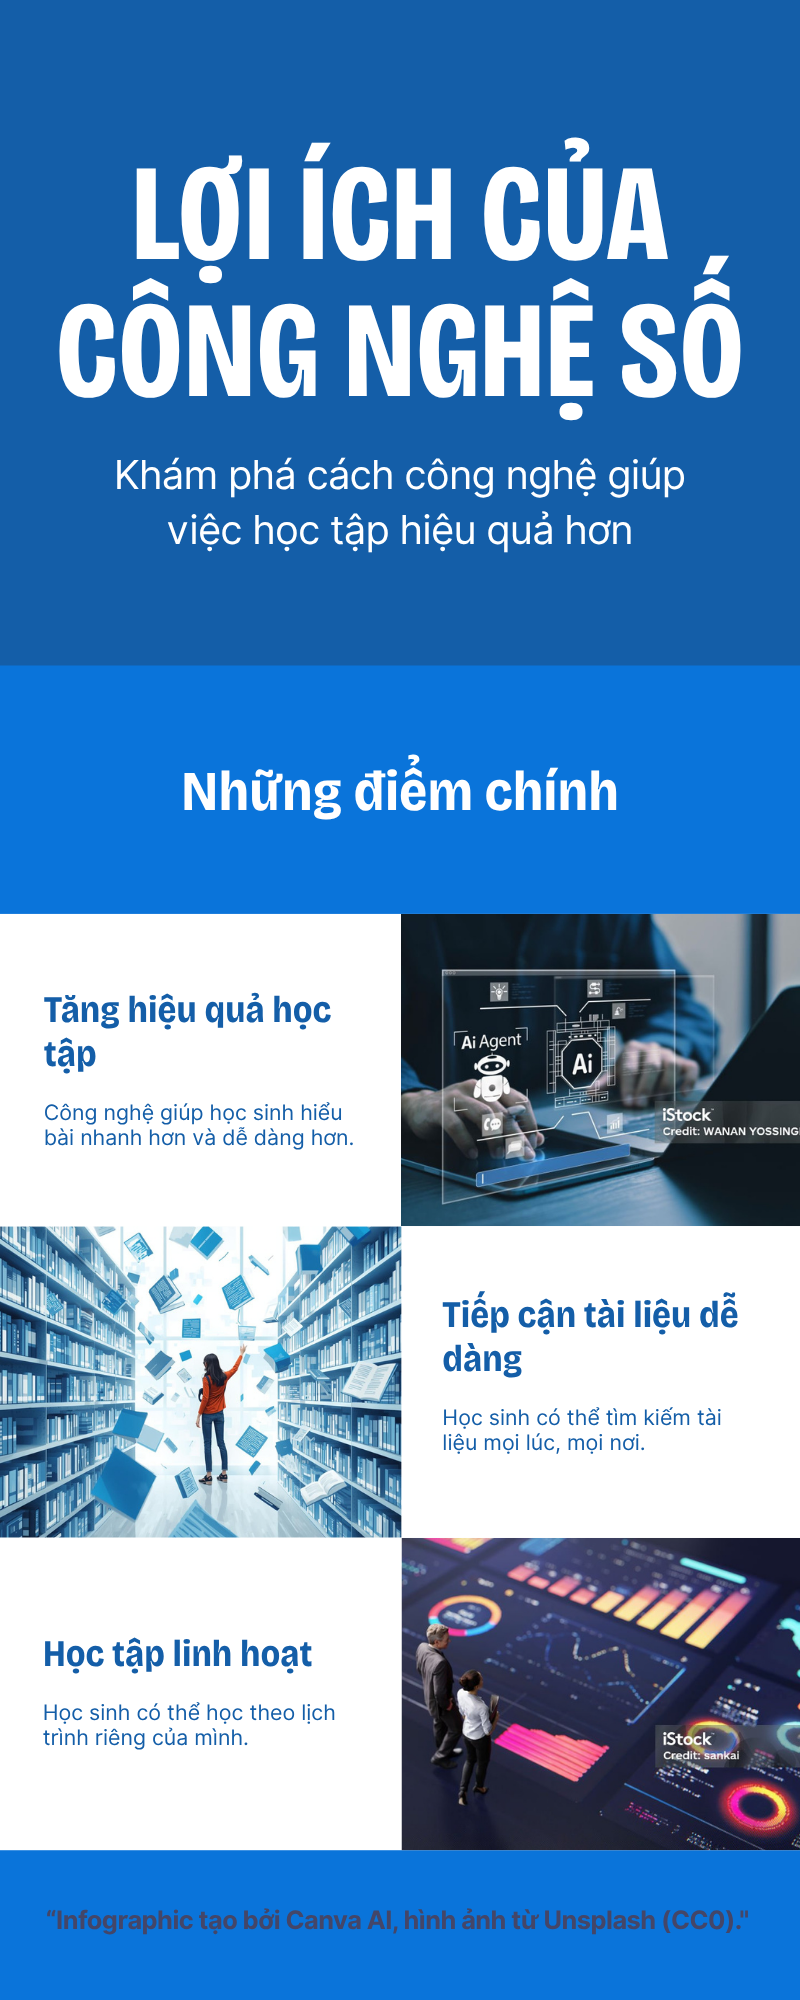 LỢI ÍCH CỦA
CÔNG NGHỆ SỐ
Khám phá cách công nghệ giúp
việc học tập hiệu quả hơn
Những điểm chính
Tăng hiệu quả học
tập
Công nghệ giúp học sinh hiểu
bài nhanh hơn và dễ dàng hơn.
Ai Agent
Ai
iStock
Credit: WANAN YOSSING
Tiếp cận tài liệu dễ
dàng
Học sinh có thể tìm kiếm tài
liệu mọi lúc, mọi nơi.
Học tập linh hoạt
Học sinh có thể học theo lịch
trình riêng của mình.
iStock
Credit: sankai
“Infographic tạo bởi Canva AI, hình ảnh từ Unsplash (CC0)."